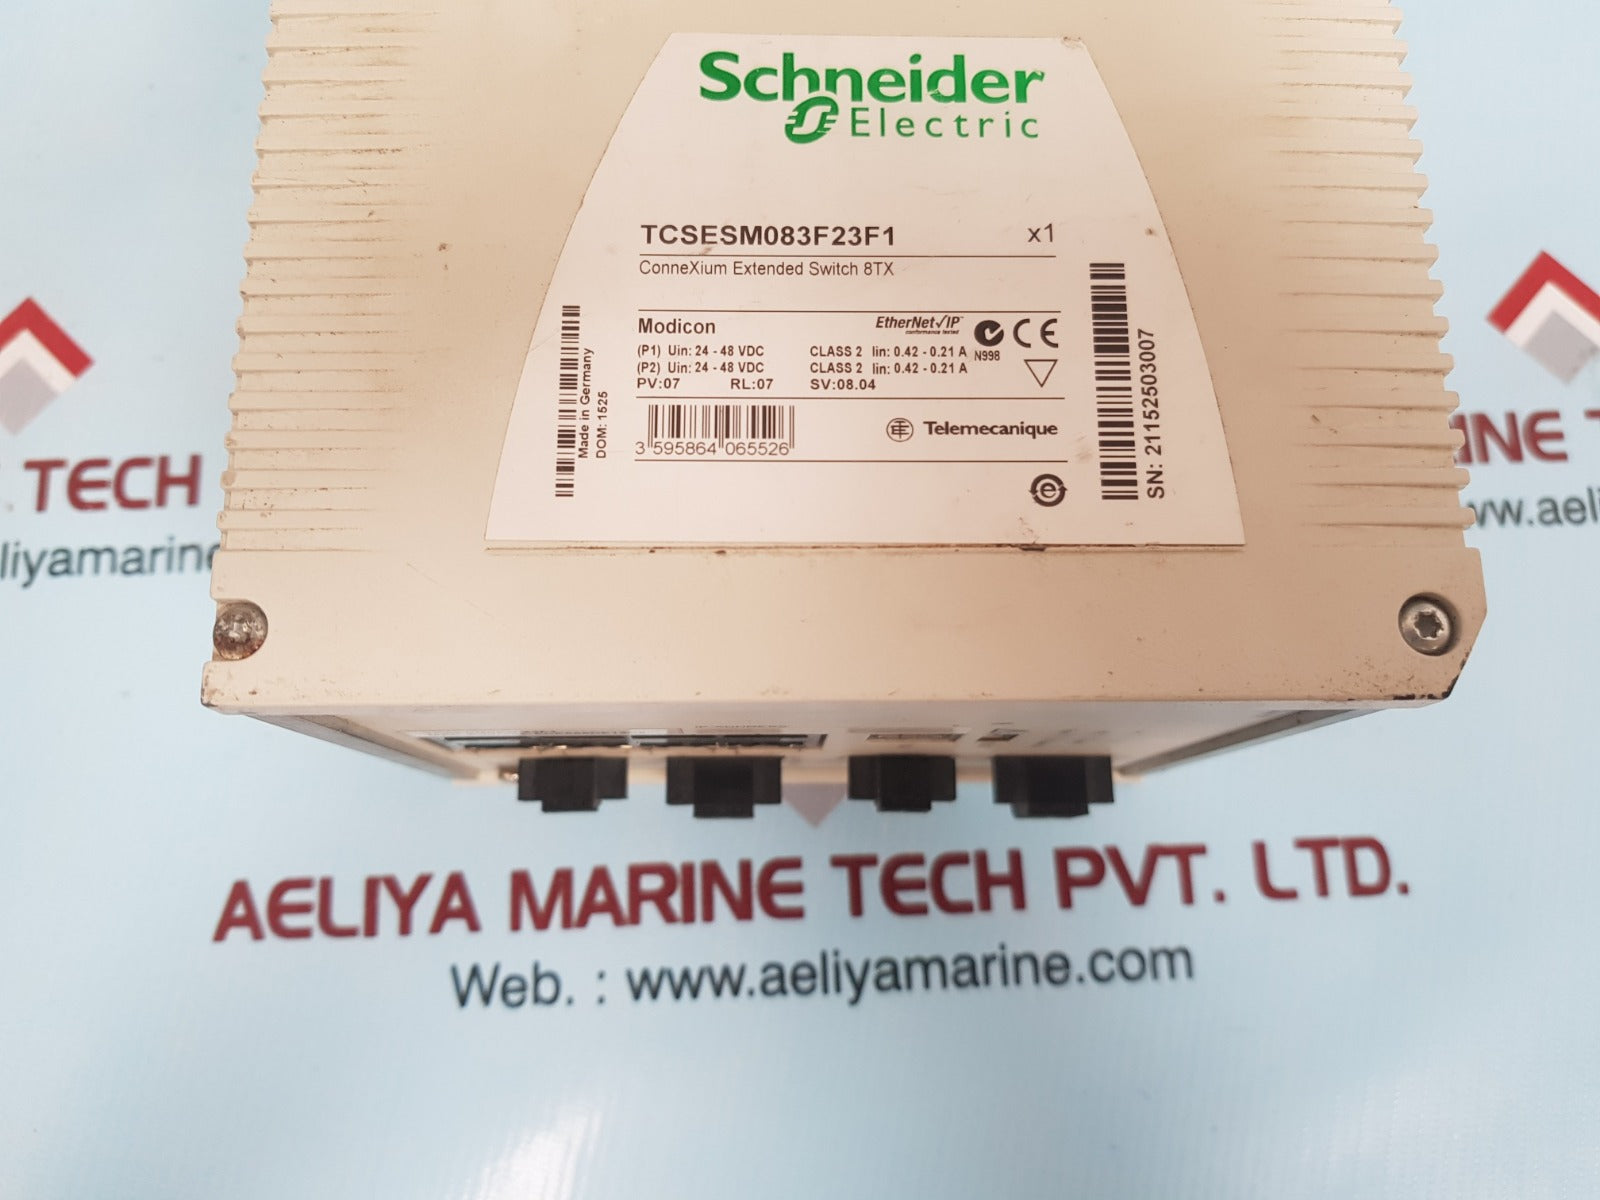 Schneider
Electric
TCSESM083F23F1 x1
ConneXium Extended Switch 8TX
Modicon
EtherNet/IP
conformance tested
N998
CE
(P1) Uin: 24 - 48 VDC CLASS 2 Iin: 0.42 - 0.21 A
(P2) Uin: 24 - 48 VDC CLASS 2 Iin: 0.42 - 0.21 A
PV:07 RL:07 SV:08.04
3 595864 065526
Telemecanique
Made in Germany
DOM: 1525
SN: 21152503007
TECH
liyamarine
INE
ww.aeli
AELIYA MARINE TECH PVT. LTD.
Web. : www.aeliyamarine.com